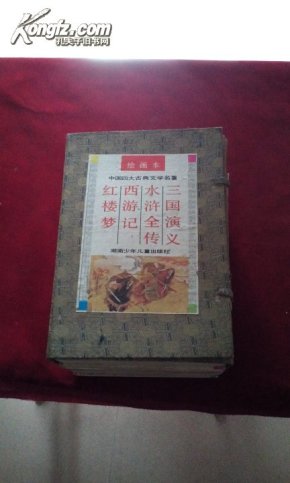 孔夫子旧书网
绘画本
中国四大古典文学名著
三国演义
水浒全传
西游记
红楼梦
湖南少年儿童出版社